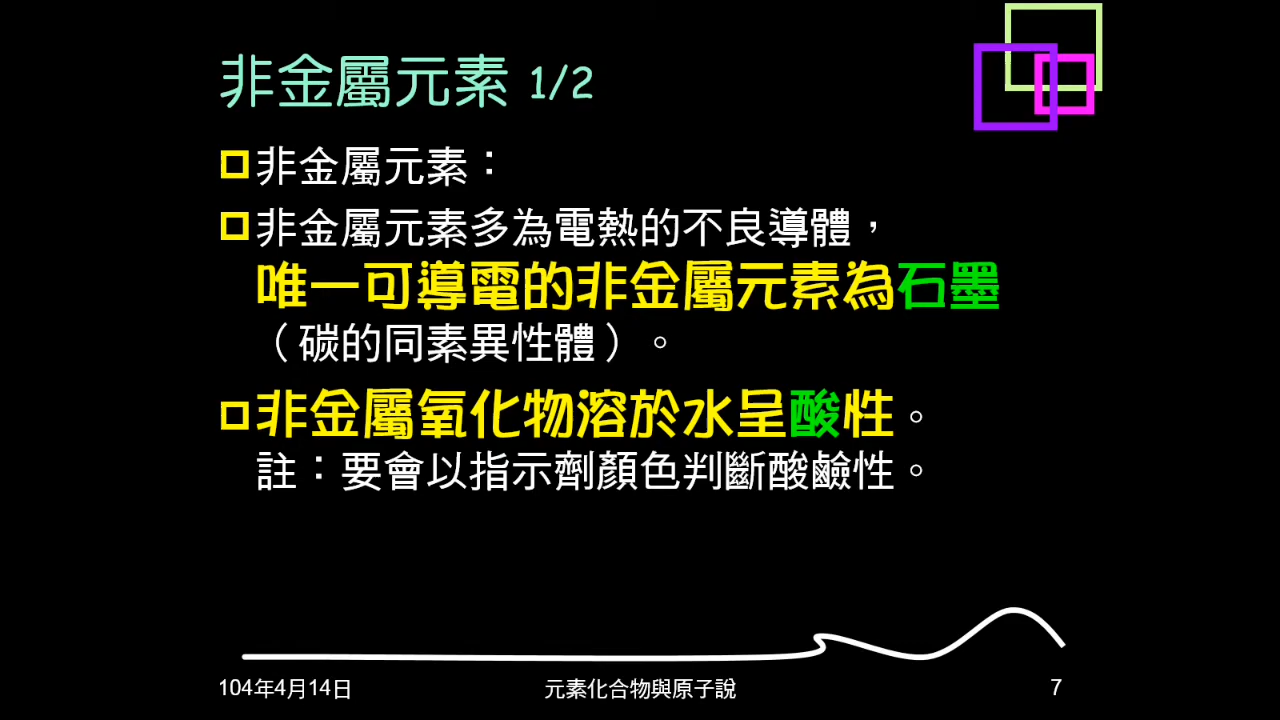 非金屬元素 1/2
非金屬元素：
非金屬元素多為電熱的不良導體，
唯一可導電的非金屬元素為石墨
（碳的同素異性體）。
非金屬氧化物溶於水呈酸性。
註：要會以指示劑顏色判斷酸鹼性。
104年4月14日
元素化合物與原子說
7